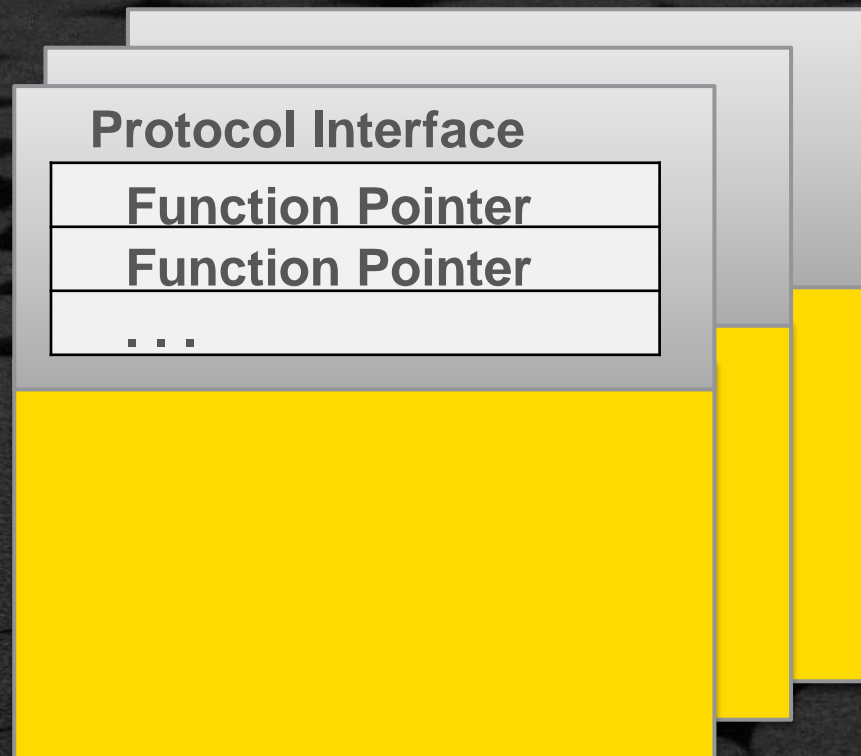 Protocol Interface
Function Pointer
Function Pointer
. . .